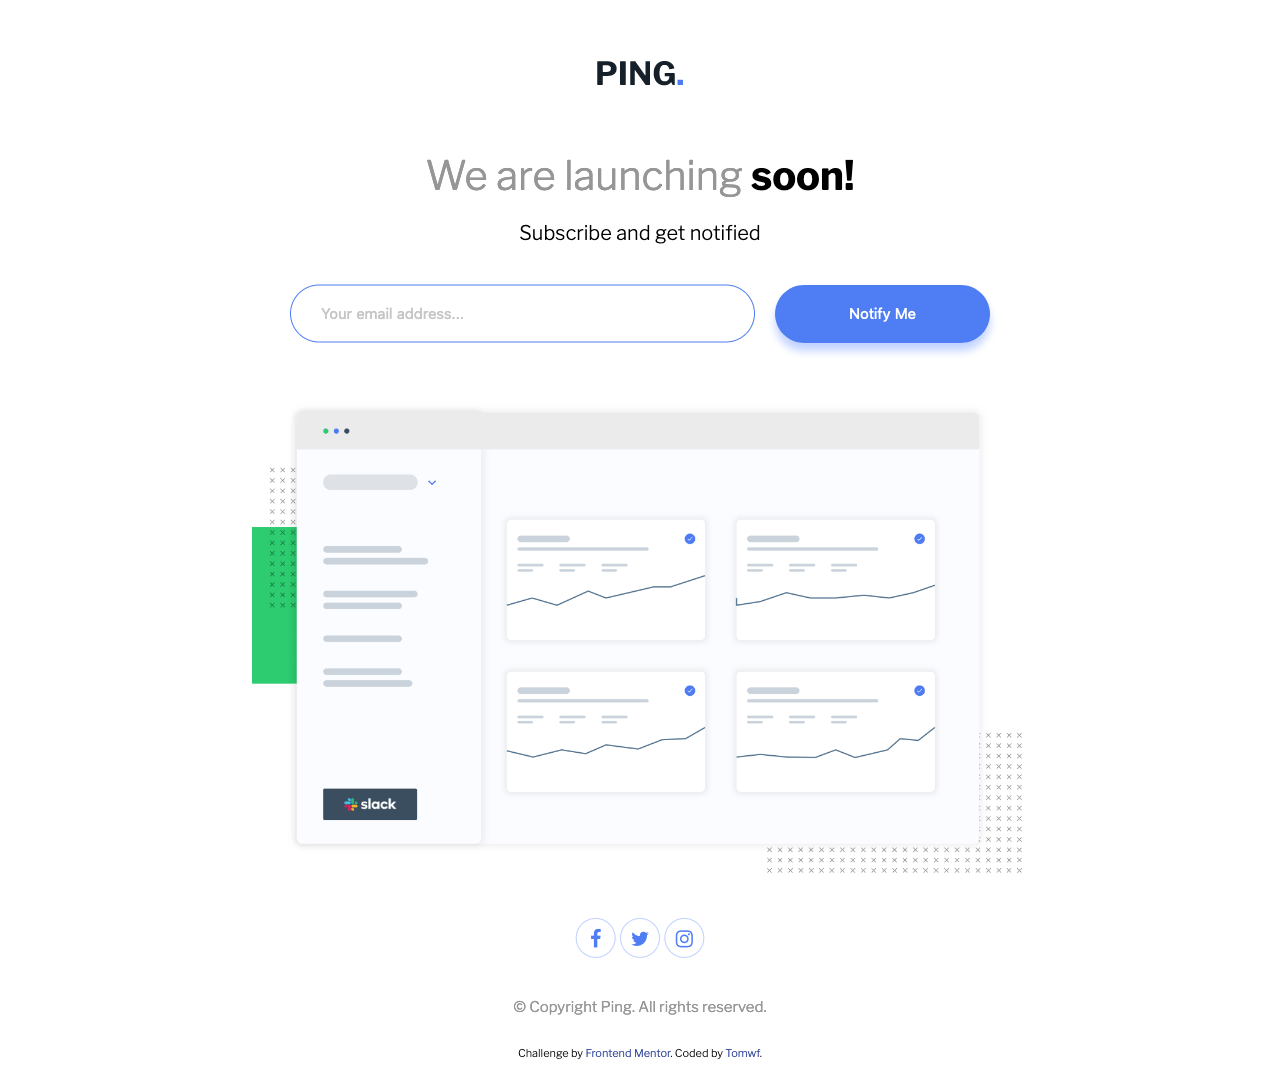 PING.
We are launching soon!
Subscribe and get notified
Your email address...
Notify Me
slack
© Copyright Ping. All rights reserved.
Challenge by Frontend Mentor. Coded by Tomwf.